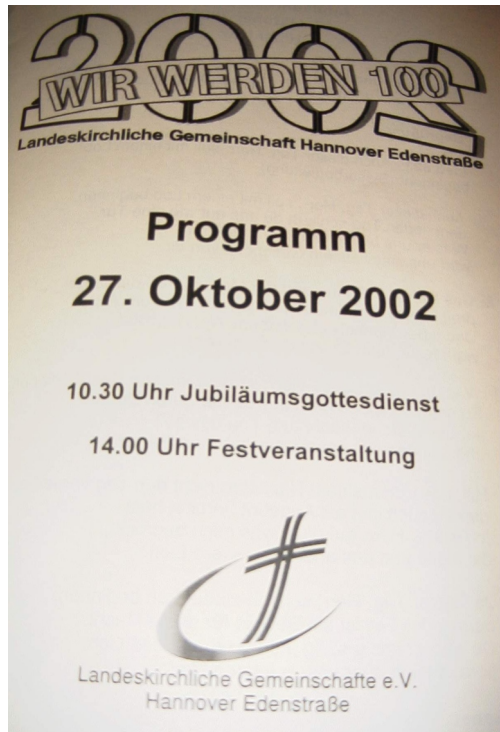 2002
WIR WERDEN 100
Landeskirchliche Gemeinschaft Hannover Edenstraße
Programm
27. Oktober 2002
10.30 Uhr Jubiläumsgottesdienst
14.00 Uhr Festveranstaltung
Landeskirchliche Gemeinschafte e.V.
Hannover Edenstraße